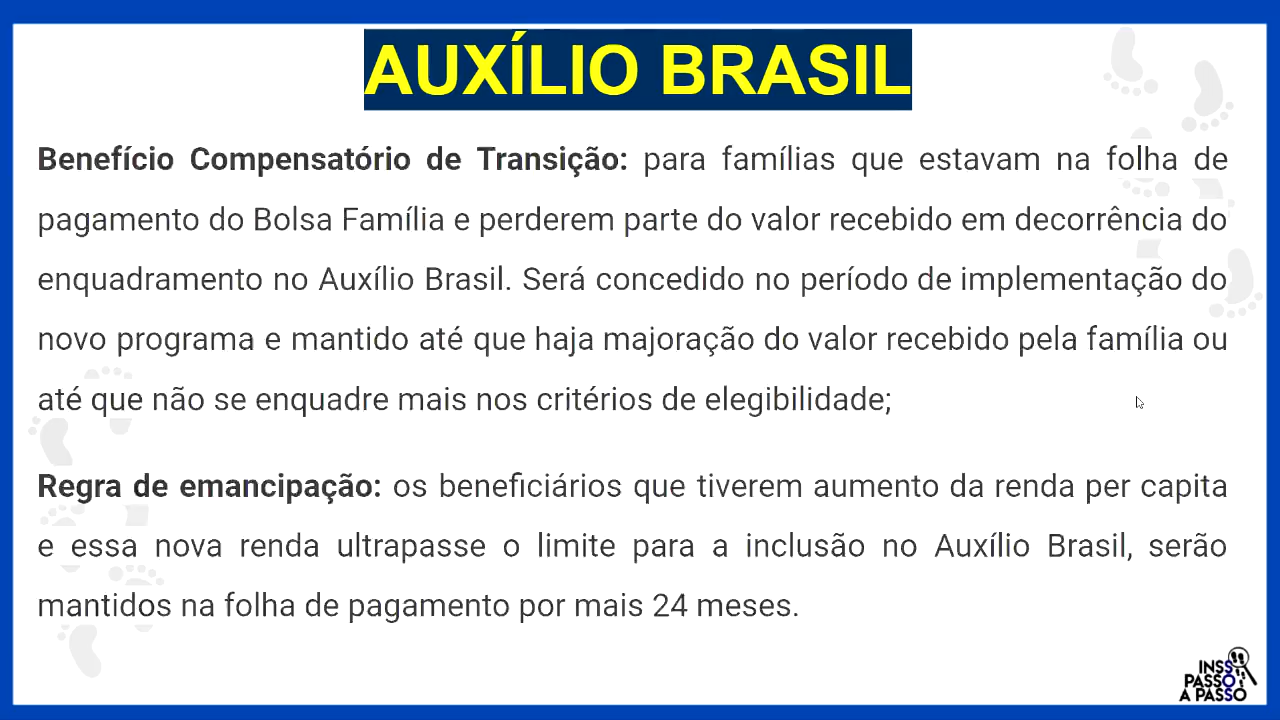 AUXÍLIO BRASIL
Benefício Compensatório de Transição: para famílias que estavam na folha de
pagamento do Bolsa Família e perderem parte do valor recebido em decorrência do
enquadramento no Auxílio Brasil. Será concedido no período de implementação do
novo programa e mantido até que haja majoração do valor recebido pela família ou
até que não se enquadre mais nos critérios de elegibilidade;
Regra de emancipação: os beneficiários que tiverem aumento da renda per capita
e essa nova renda ultrapasse o limite para a inclusão no Auxílio Brasil, serão
mantidos na folha de pagamento por mais 24 meses.
INSS
PASSO
A PASSO